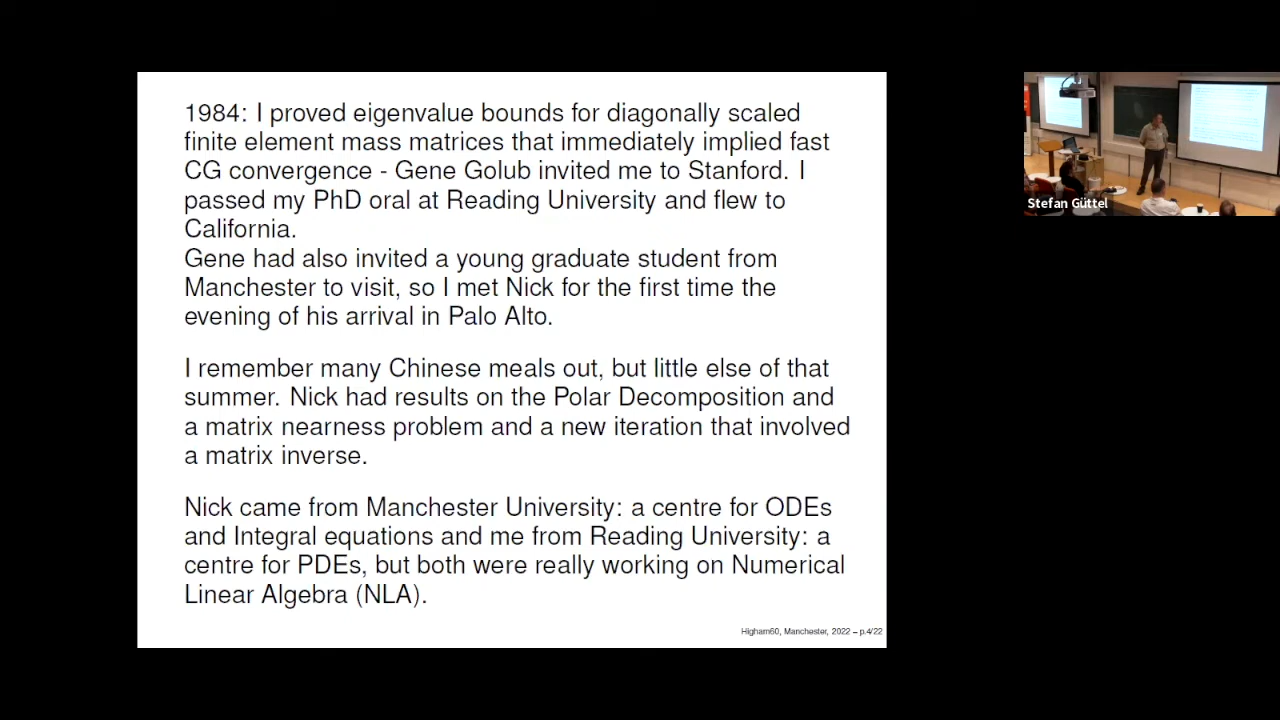 1984: I proved eigenvalue bounds for diagonally scaled
finite element mass matrices that immediately implied fast
CG convergence - Gene Golub invited me to Stanford. I
passed my PhD oral at Reading University and flew to
California.
Gene had also invited a young graduate student from
Manchester to visit, so I met Nick for the first time the
evening of his arrival in Palo Alto.
I remember many Chinese meals out, but little else of that
summer. Nick had results on the Polar Decomposition and
a matrix nearness problem and a new iteration that involved
a matrix inverse.
Nick came from Manchester University: a centre for ODEs
and Integral equations and me from Reading University: a
centre for PDEs, but both were really working on Numerical
Linear Algebra (NLA).
Higham60, Manchester, 2022 – p.4/22
Stefan Güttel